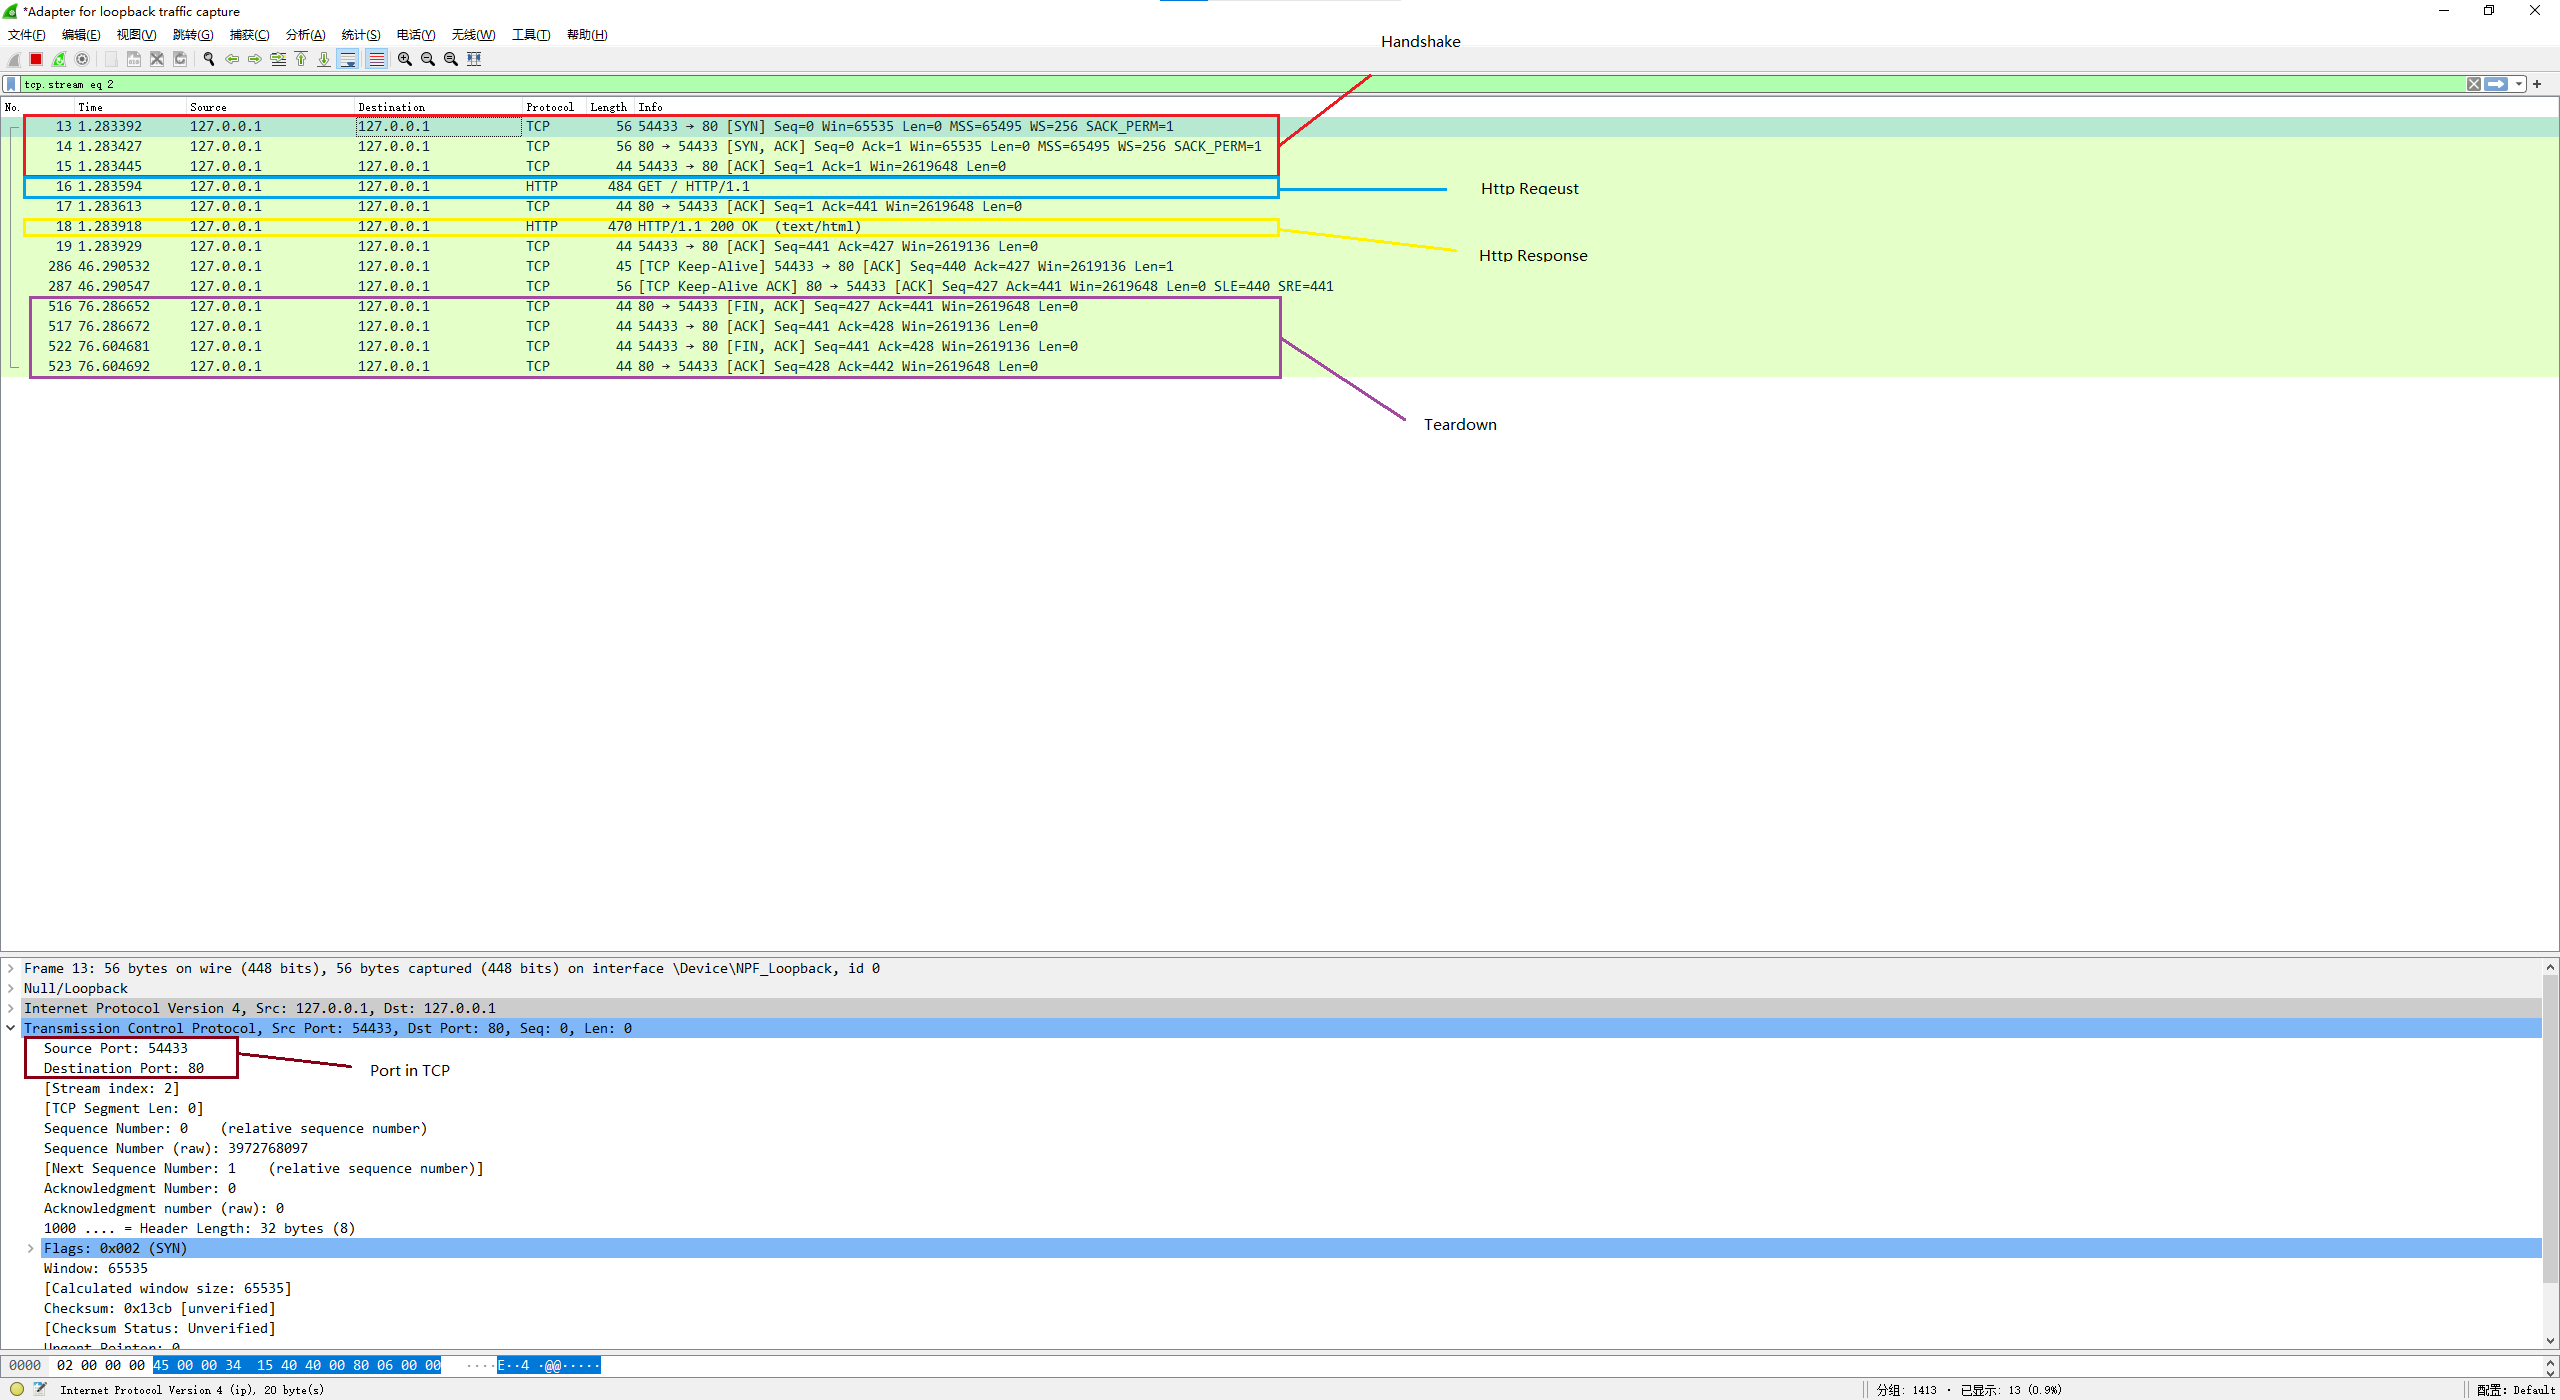 *Adapter for loopback traffic capture
文件(F) 编辑(E) 视图(V) 跳转(G) 捕获(C) 分析(A) 统计(S) 电话(Y) 无线(W) 工具(T) 帮助(H)
Handshake
tcp.stream eq 2
No. Time Source Destination Protocol Length Info
13 1.283392 127.0.0.1 127.0.0.1 TCP 56 54433 → 80 [SYN] Seq=0 Win=65535 Len=0 MSS=65495 WS=256 SACK_PERM=1
14 1.283427 127.0.0.1 127.0.0.1 TCP 56 80 → 54433 [SYN, ACK] Seq=0 Ack=1 Win=65535 Len=0 MSS=65495 WS=256 SACK_PERM=1
15 1.283445 127.0.0.1 127.0.0.1 TCP 44 54433 → 80 [ACK] Seq=1 Ack=1 Win=2619648 Len=0
16 1.283594 127.0.0.1 127.0.0.1 HTTP 484 GET / HTTP/1.1
Http Reqeust
17 1.283613 127.0.0.1 127.0.0.1 TCP 44 80 → 54433 [ACK] Seq=1 Ack=441 Win=2619648 Len=0
18 1.283918 127.0.0.1 127.0.0.1 HTTP 470 HTTP/1.1 200 OK (text/html)
19 1.283929 127.0.0.1 127.0.0.1 TCP 44 54433 → 80 [ACK] Seq=441 Ack=427 Win=2619136 Len=0
Http Response
286 46.290532 127.0.0.1 127.0.0.1 TCP 45 [TCP Keep-Alive] 54433 → 80 [ACK] Seq=440 Ack=427 Win=2619136 Len=1
287 46.290547 127.0.0.1 127.0.0.1 TCP 56 [TCP Keep-Alive ACK] 80 → 54433 [ACK] Seq=427 Ack=441 Win=2619648 Len=0 SLE=440 SRE=441
516 76.286652 127.0.0.1 127.0.0.1 TCP 44 80 → 54433 [FIN, ACK] Seq=427 Ack=441 Win=2619648 Len=0
517 76.286672 127.0.0.1 127.0.0.1 TCP 44 54433 → 80 [ACK] Seq=441 Ack=428 Win=2619136 Len=0
522 76.604681 127.0.0.1 127.0.0.1 TCP 44 54433 → 80 [FIN, ACK] Seq=441 Ack=428 Win=2619136 Len=0
523 76.604692 127.0.0.1 127.0.0.1 TCP 44 80 → 54433 [ACK] Seq=428 Ack=442 Win=2619648 Len=0
Teardown
Frame 13: 56 bytes on wire (448 bits), 56 bytes captured (448 bits) on interface \Device\NPF_Loopback, id 0
Null/Loopback
Internet Protocol Version 4, Src: 127.0.0.1, Dst: 127.0.0.1
Transmission Control Protocol, Src Port: 54433, Dst Port: 80, Seq: 0, Len: 0
Source Port: 54433
Destination Port: 80
Port in TCP
[Stream index: 2]
[TCP Segment Len: 0]
Sequence Number: 0 (relative sequence number)
Sequence Number (raw): 3972768097
[Next Sequence Number: 1 (relative sequence number)]
Acknowledgment Number: 0
Acknowledgment number (raw): 0
1000 .... = Header Length: 32 bytes (8)
Flags: 0x002 (SYN)
Window: 65535
[Calculated window size: 65535]
Checksum: 0x13cb [unverified]
[Checksum Status: Unverified]
Urgent Pointer: 0
0000 02 00 00 00 45 00 00 34 15 40 40 00 80 06 00 00 ····E··4 ·@@·····
Internet Protocol Version 4 (ip), 20 byte(s) 分组: 1413 · 已显示: 13 (0.9%) 配置: Default